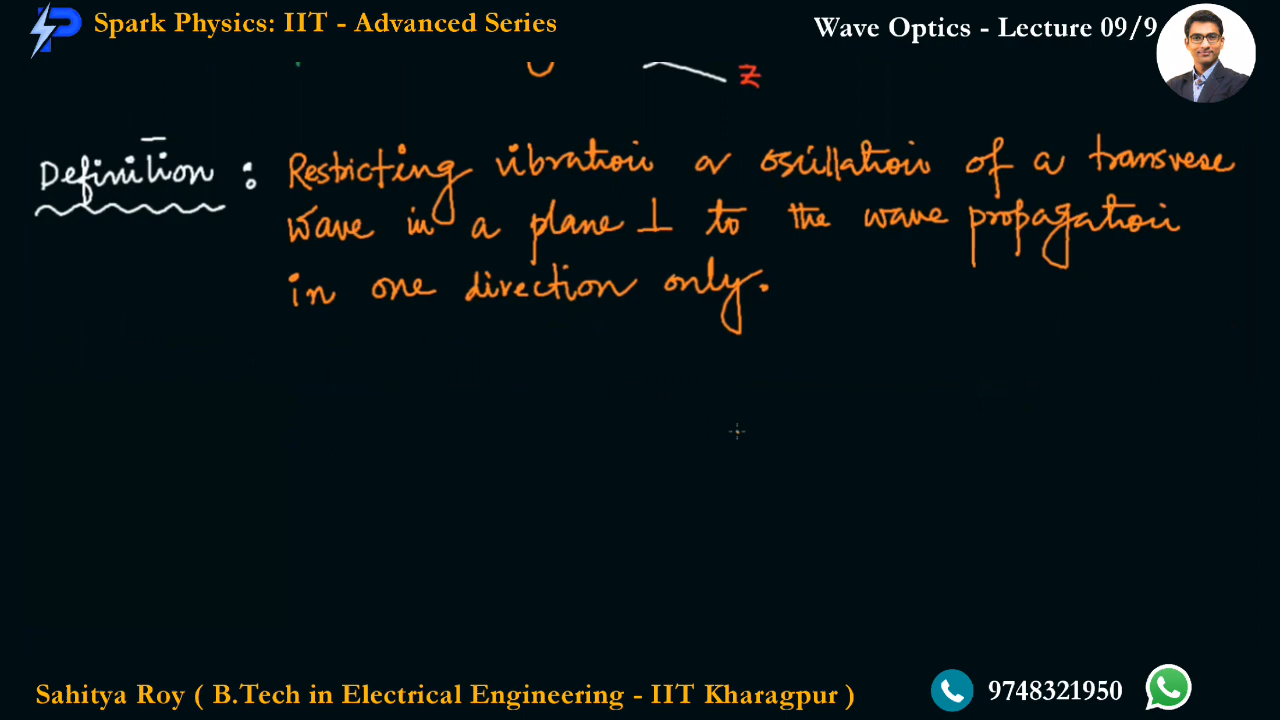 Spark Physics: IIT - Advanced Series
Wave Optics - Lecture 09/9
z
Definition : Restricting vibration or oscillation of a transvese
wave in a plane ⊥ to the wave propagation
in one direction only.
Sahitya Roy ( B.Tech in Electrical Engineering - IIT Kharagpur )
9748321950